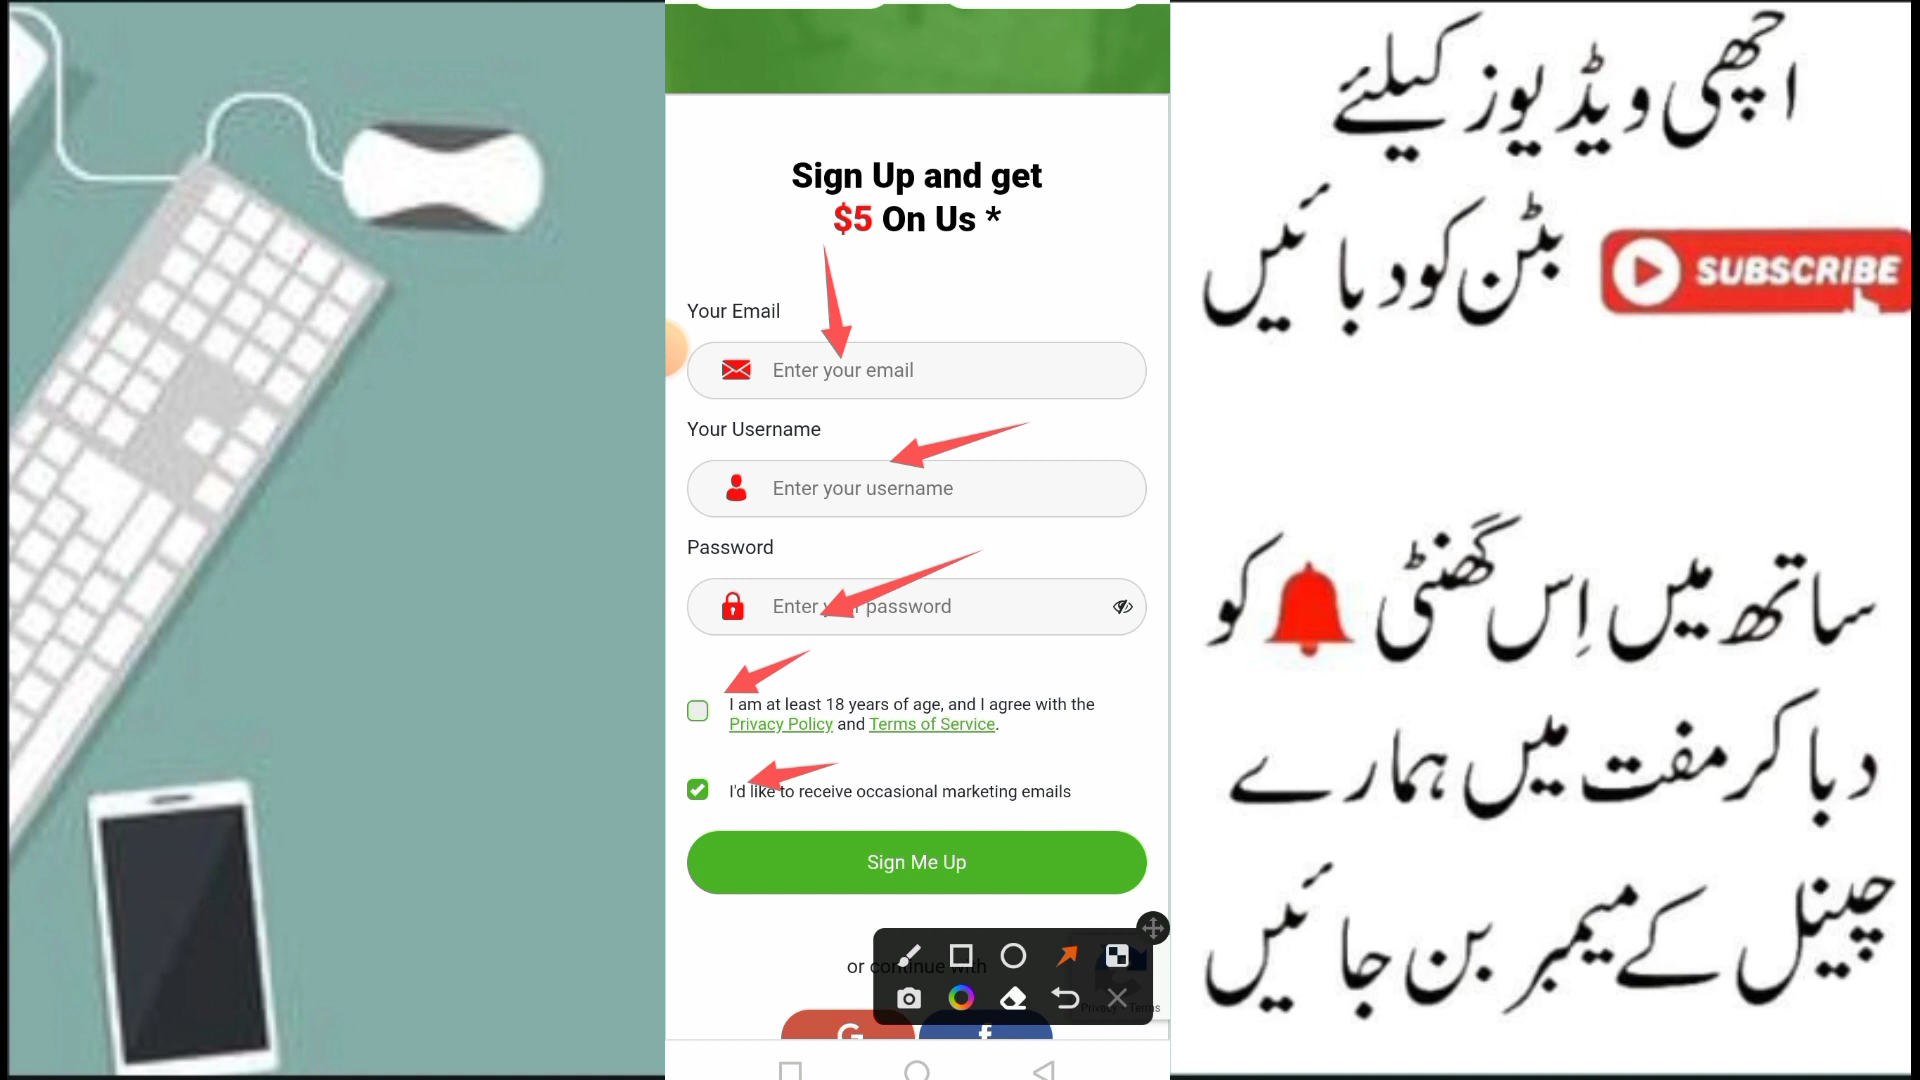 Sign Up and get
$5 On Us *
Your Email
Enter your email
Your Username
Enter your username
Password
Enter your password
I am at least 18 years of age, and I agree with the
Privacy Policy and Terms of Service.
I'd like to receive occasional marketing emails
Sign Me Up
or continue with
Privacy Terms
G f
اچھی ویڈیوز کیلئے
SUBSCRIBE بٹن کو دبائیں
ساتھ میں اِس گھنٹی کو
دبا کر مفت میں ہمارے
چینل کے میمبر بن جائیں